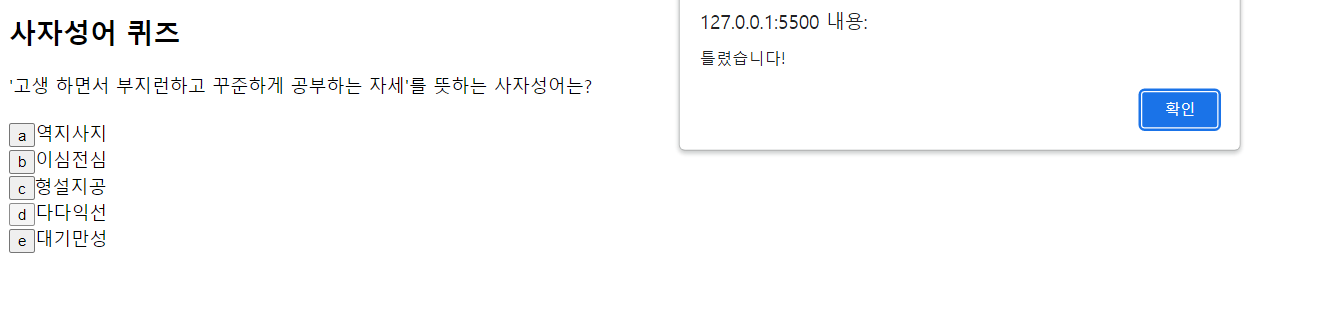 사자성어 퀴즈
'고생 하면서 부지런하고 꾸준하게 공부하는 자세'를 뜻하는 사자성어는?
a 역지사지
b 이심전심
c 형설지공
d 다다익선
e 대기만성
127.0.0.1:5500 내용:
틀렸습니다!
확인